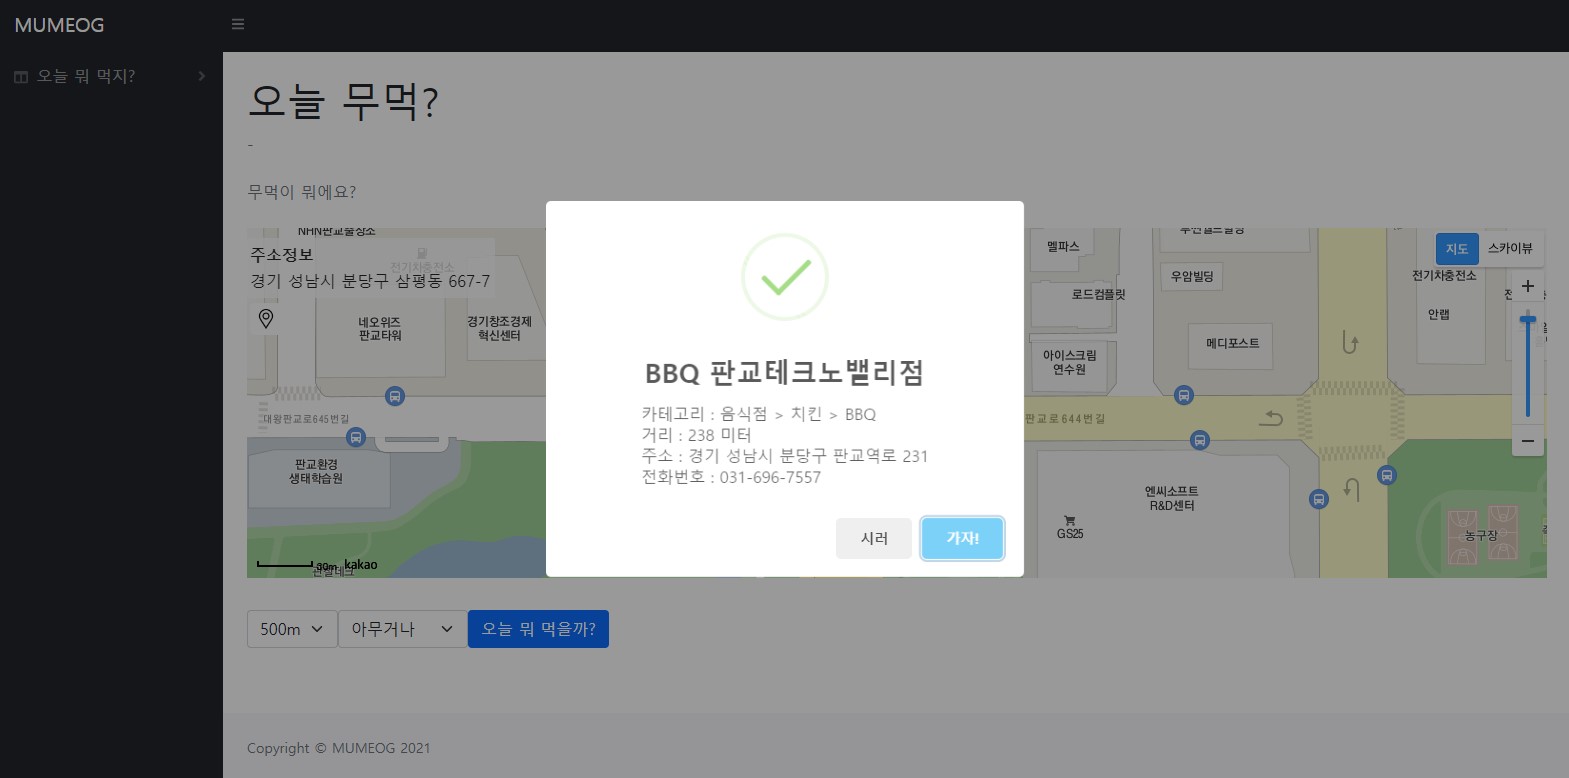 MUMEOG
오늘 뭐 먹지?
오늘 무먹?
-
무먹이 뭐에요?
NHN판교출장소
주소정보
전기차충전소
경기 성남시 분당구 삼평동 667-7
네오위즈
판교타워
경기창조경제
혁신센터
대왕판교로645번길
판교환경
생태학습원
30m
kakao
BBQ 판교테크노밸리점
카테고리 : 음식점 > 치킨 > BBQ
거리 : 238 미터
주소 : 경기 성남시 분당구 판교역로 231
전화번호 : 031-696-7557
시러
가자!
멜파스
로드컴플릿
아이스크림
연수원
우암빌딩
메디포스트
지도
스카이뷰
전기차충전소
안랩
판교로644번길
엔씨소프트
R&D센터
GS25
농구장
500m
아무거나
오늘 뭐 먹을까?
Copyright © MUMEOG 2021